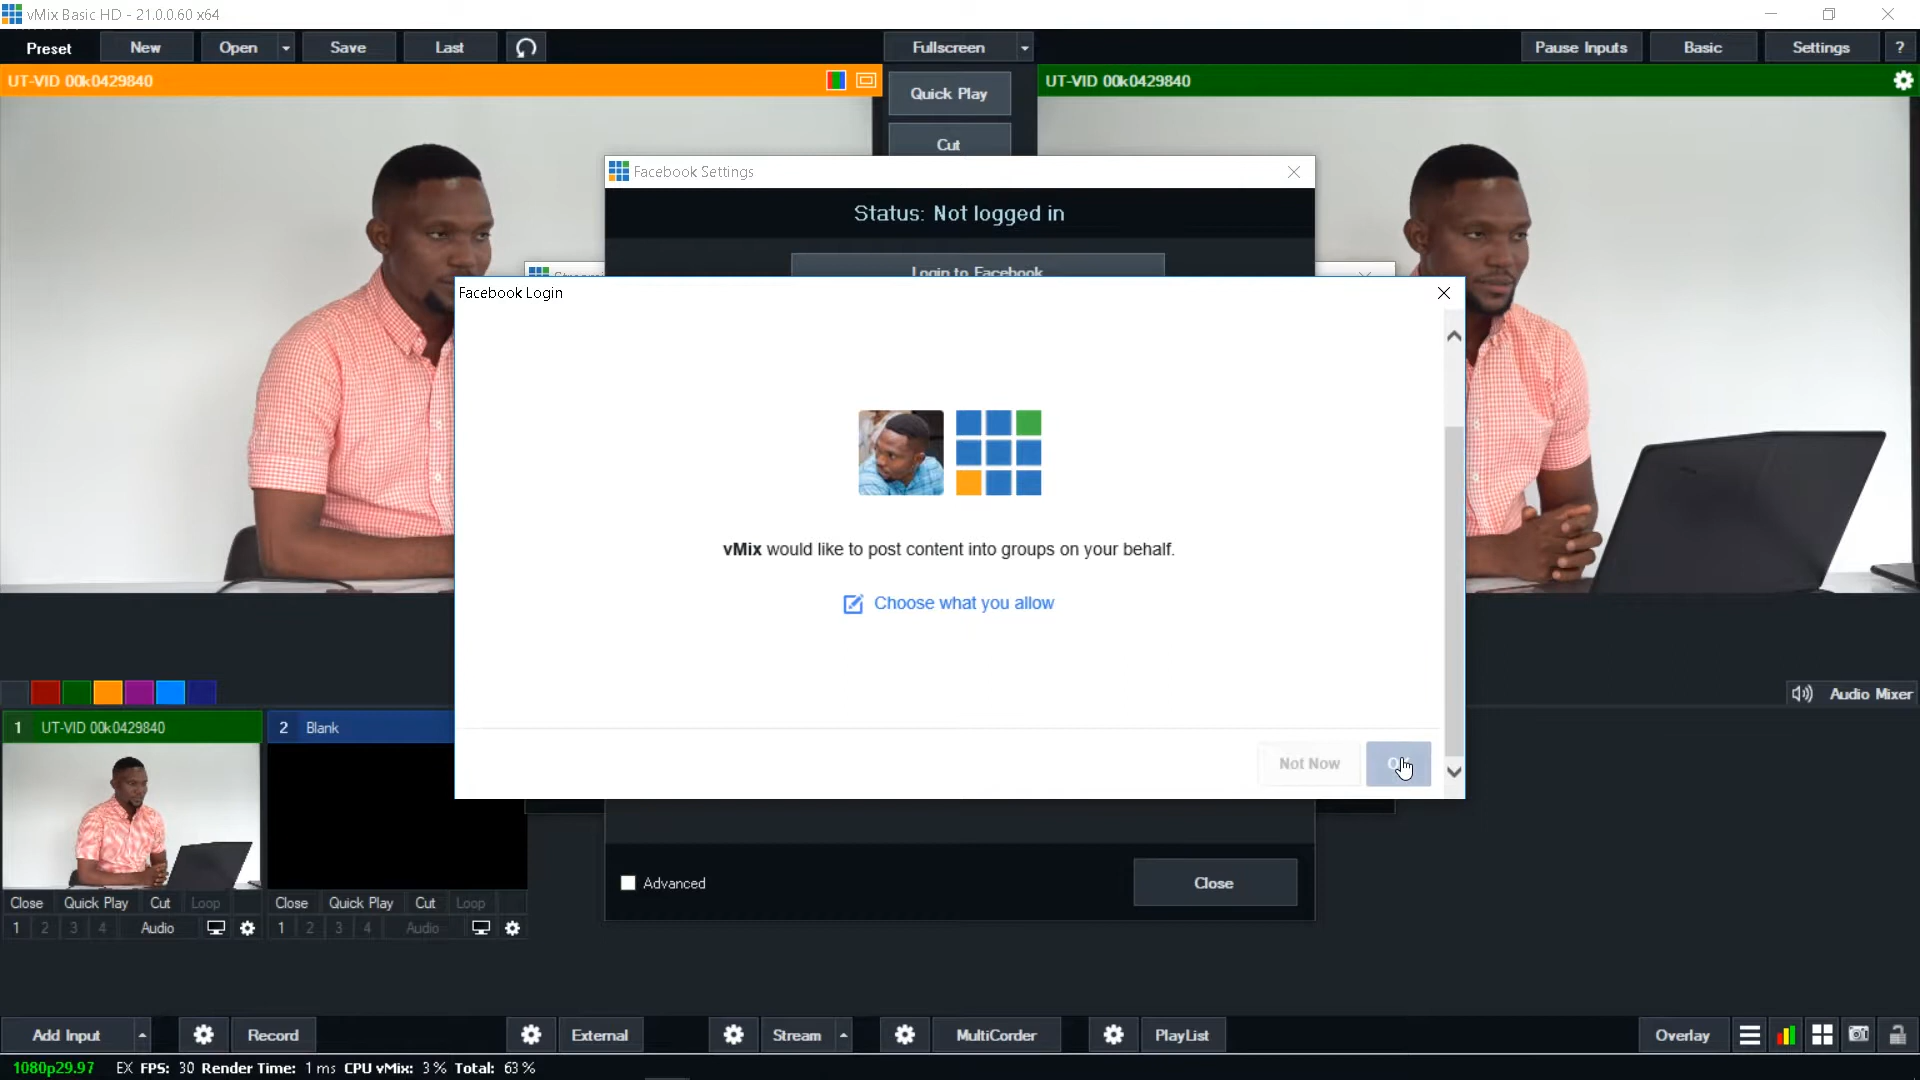 vMix Basic HD - 21.0.0.60 x64
Preset
New
Open
Save
Last
Fullscreen
Pause Inputs
Basic
Settings
?
UT-VID 00k0429840
Quick Play
UT-VID 00k0429840
Cut
Facebook Settings
Status: Not logged in
Login to Facebook
Facebook Login
vMix would like to post content into groups on your behalf.
Choose what you allow
Not Now
Audio Mixer
1 UT-VID 00k0429840
2 Blank
Close Quick Play Cut Loop
Close Quick Play Cut Loop
1 2 3 4 Audio
1 2 3 4 Audio
Advanced
Close
Add Input
Record
External
Stream
MultiCorder
PlayList
Overlay
1080p29.97 EX FPS: 30 Render Time: 1 ms CPU vMix: 3 % Total: 63 %